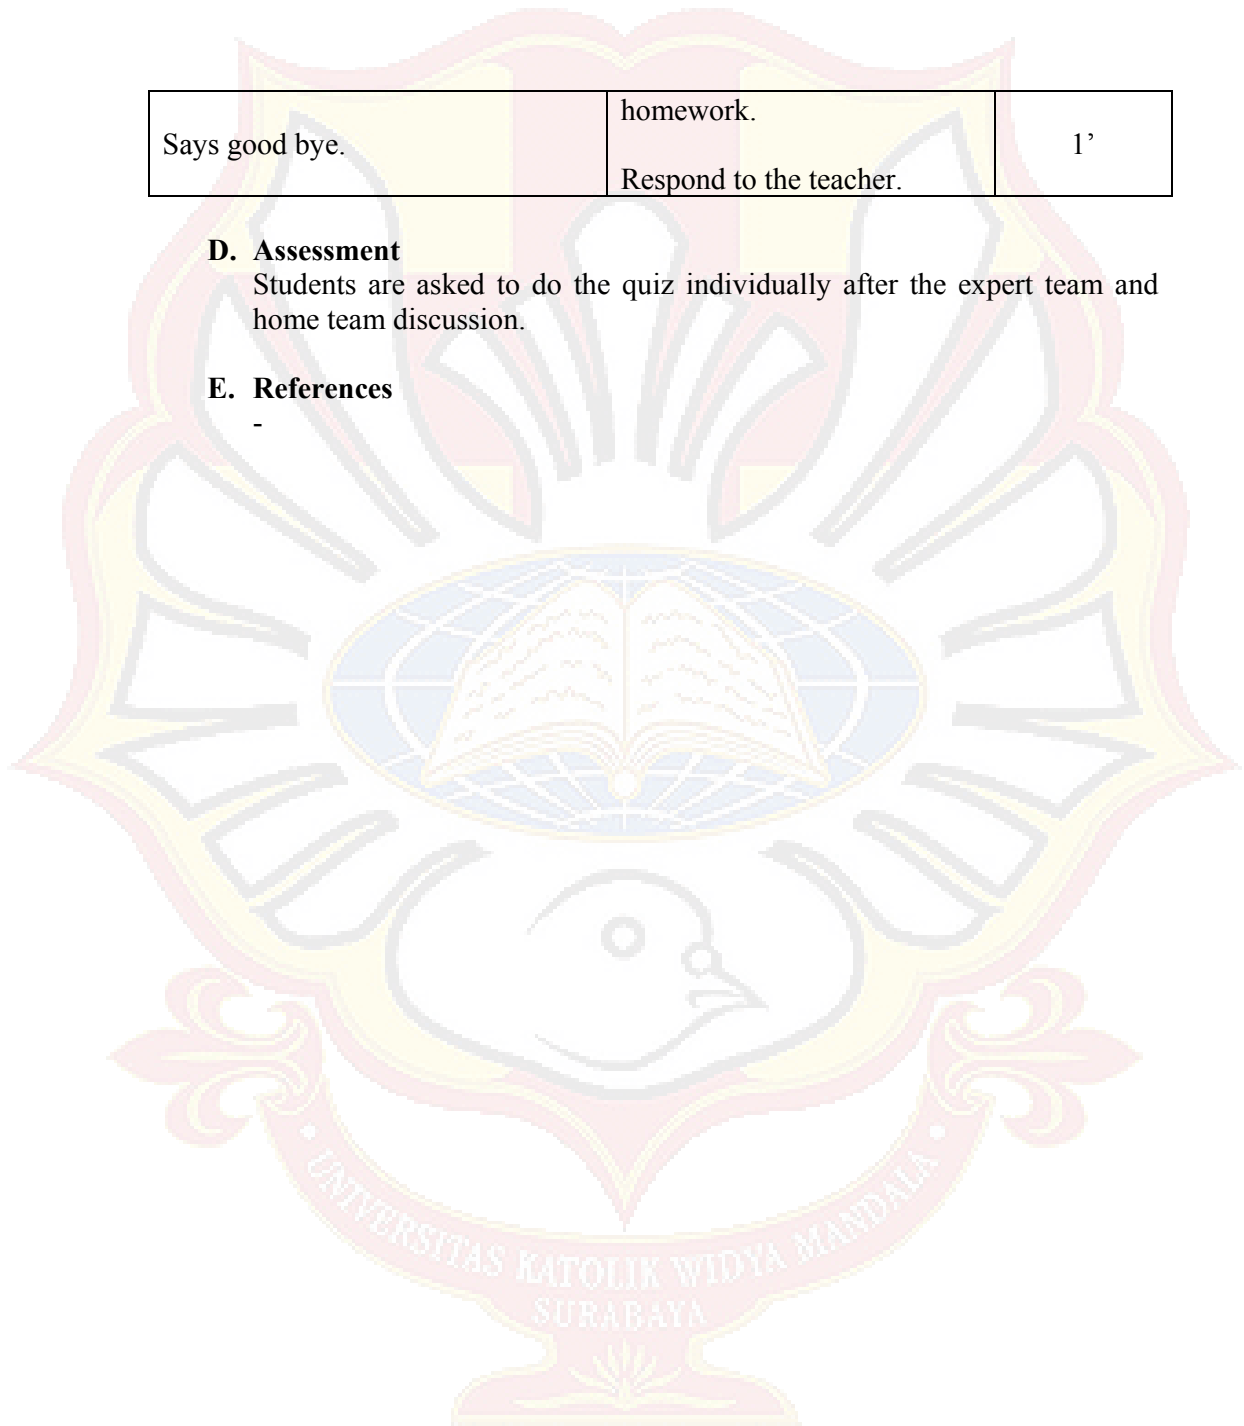 homework.
Says good bye.
1’
Respond to the teacher.
D. Assessment
Students are asked to do the quiz individually after the expert team and
home team discussion.
E. References
-
UNIVERSITAS KATOLIK WIDYA MANDALA
SURABAYA